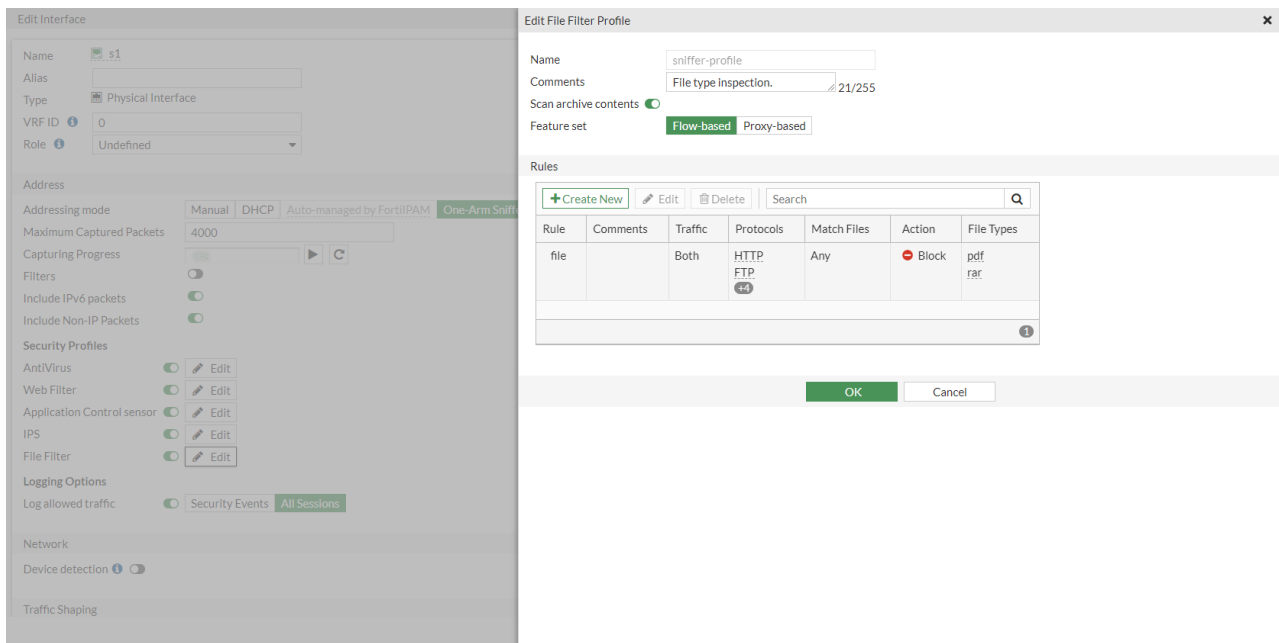 Edit Interface
Name s1
Alias
Type Physical Interface
VRF ID 0
Role Undefined
Address
Addressing mode Manual DHCP Auto-managed by FortiIPAM One-Arm Sniff
Maximum Captured Packets 4000
Capturing Progress
Filters
Include IPv6 packets
Include Non-IP Packets
Security Profiles
AntiVirus Edit
Web Filter Edit
Application Control sensor Edit
IPS Edit
File Filter Edit
Logging Options
Log allowed traffic Security Events All Sessions
Network
Device detection
Traffic Shaping
Edit File Filter Profile
Name sniffer-profile
Comments File type inspection. 21/255
Scan archive contents
Feature set Flow-based Proxy-based
Rules
Create New Edit Delete Search
Rule Comments Traffic Protocols Match Files Action File Types
file Both HTTP Any Block pdf
FTP rar
+4
1
OK Cancel